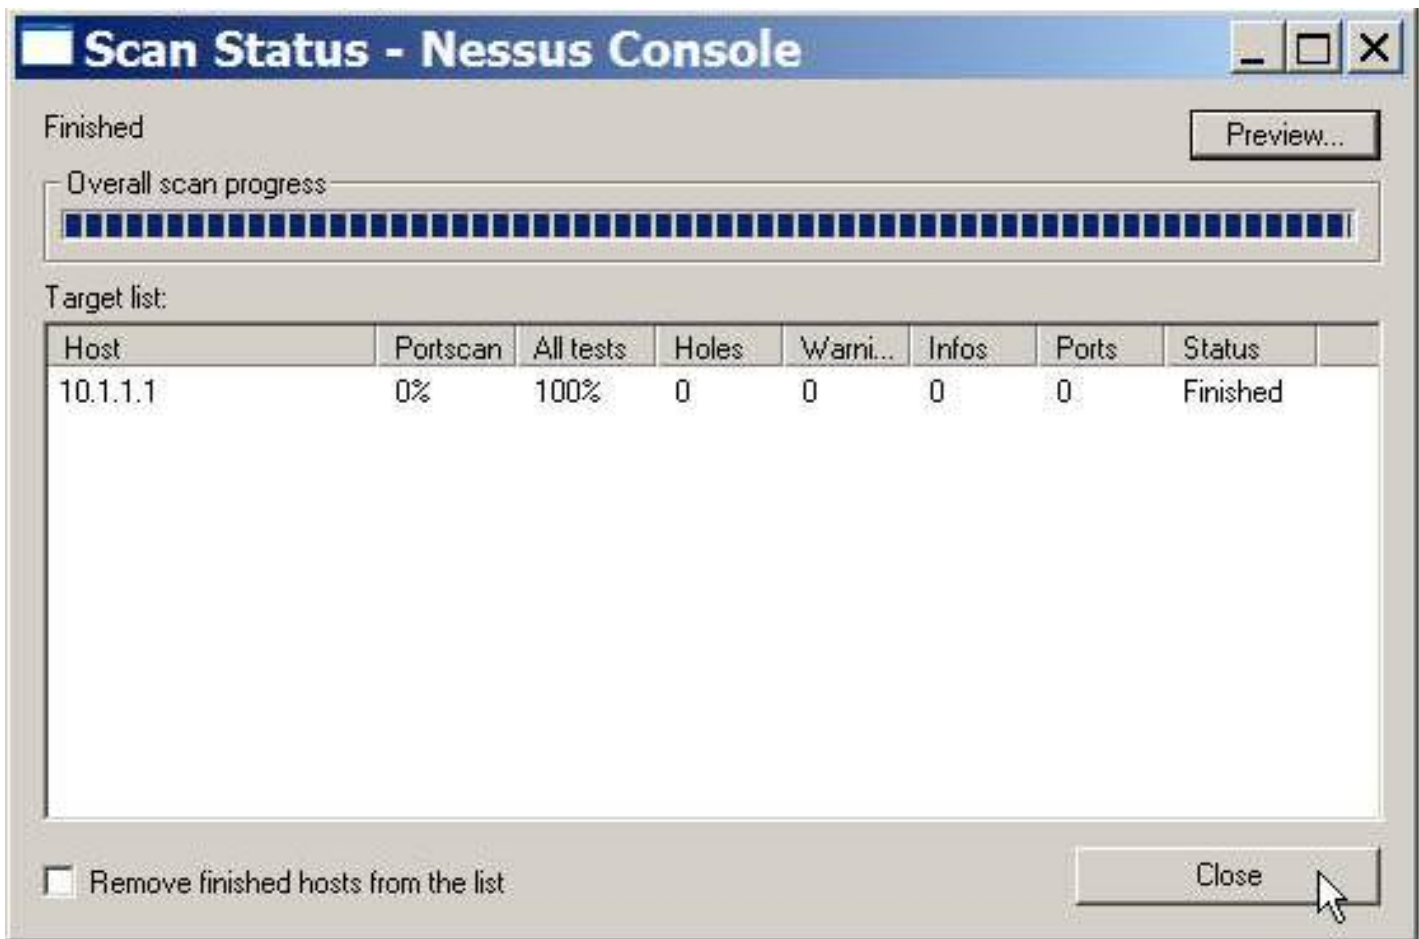 Scan Status - Nessus Console
Finished
Preview...
Overall scan progress
Target list:
Host Portscan All tests Holes Warni... Infos Ports Status
10.1.1.1 0% 100% 0 0 0 0 Finished
Remove finished hosts from the list
Close